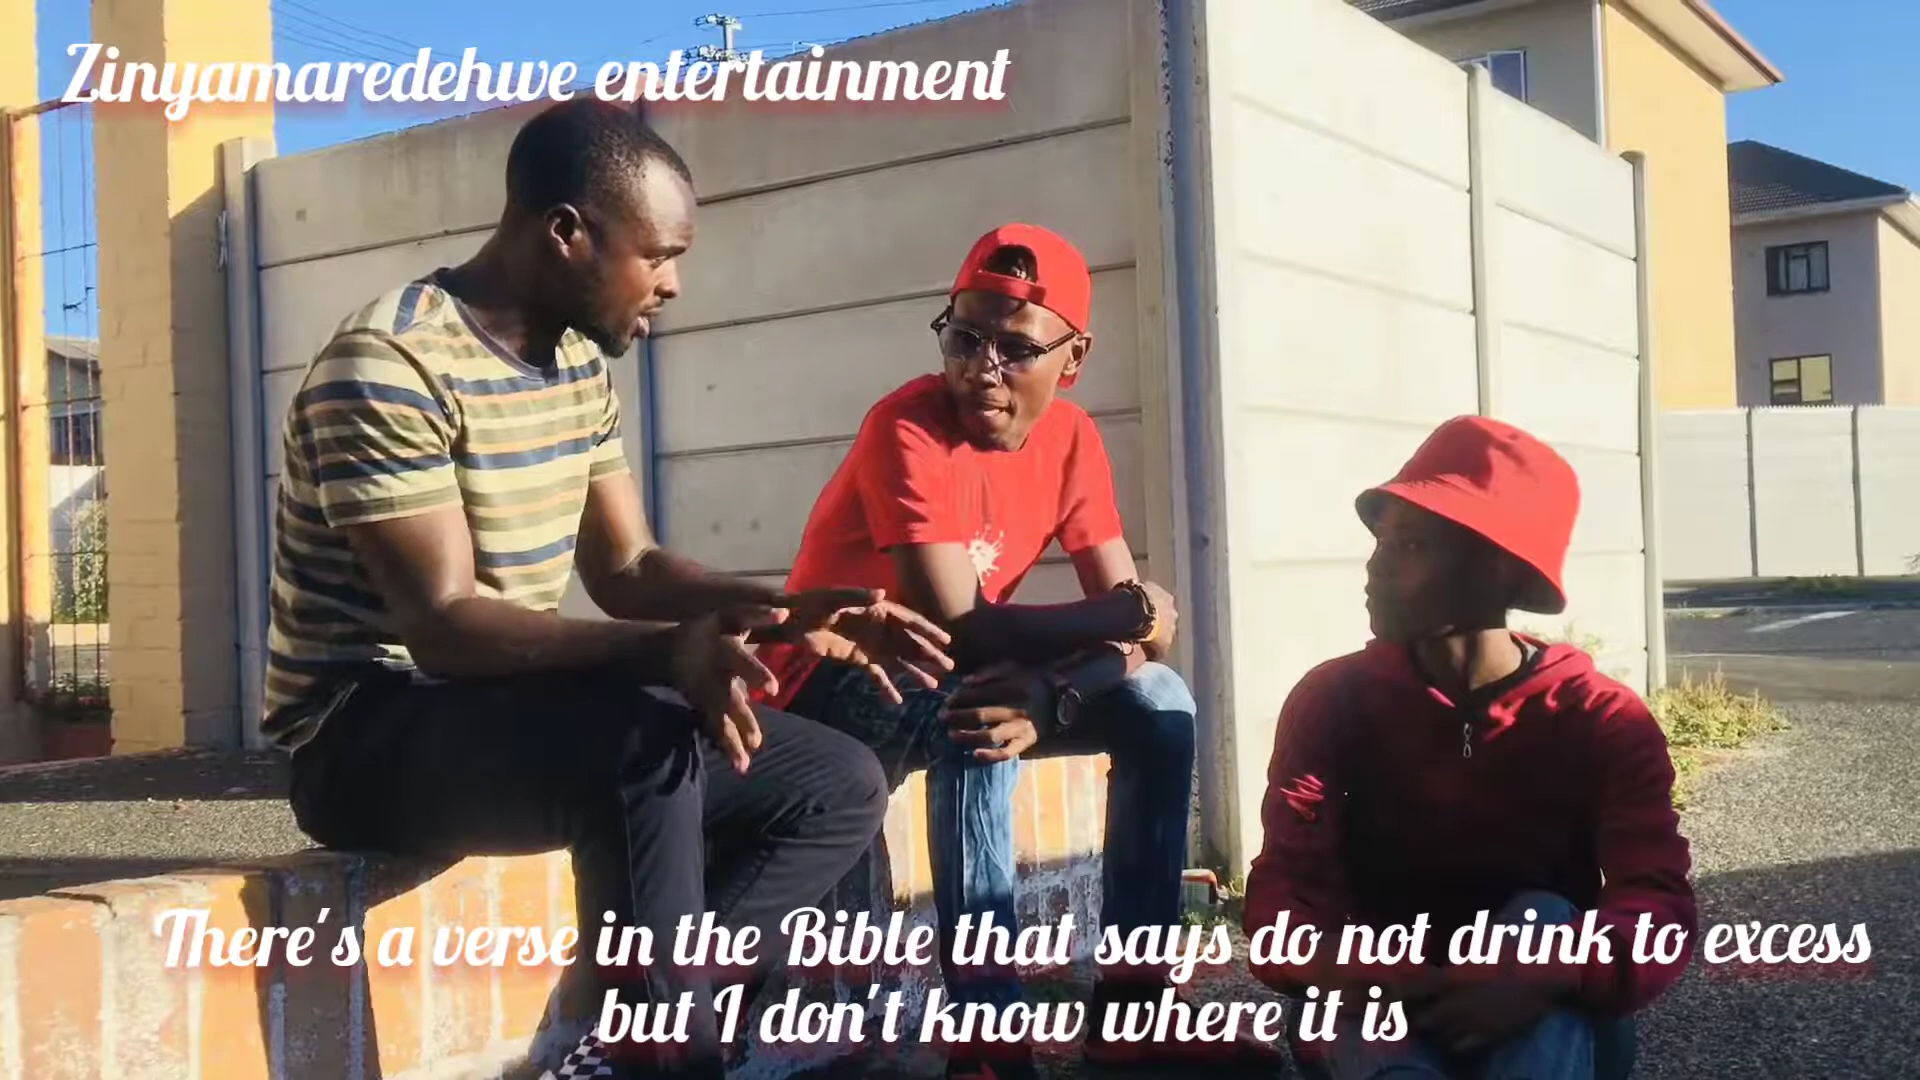 Zinyamaredehwe entertainment
There's a verse in the Bible that says do not drink to excess
but I don't know where it is